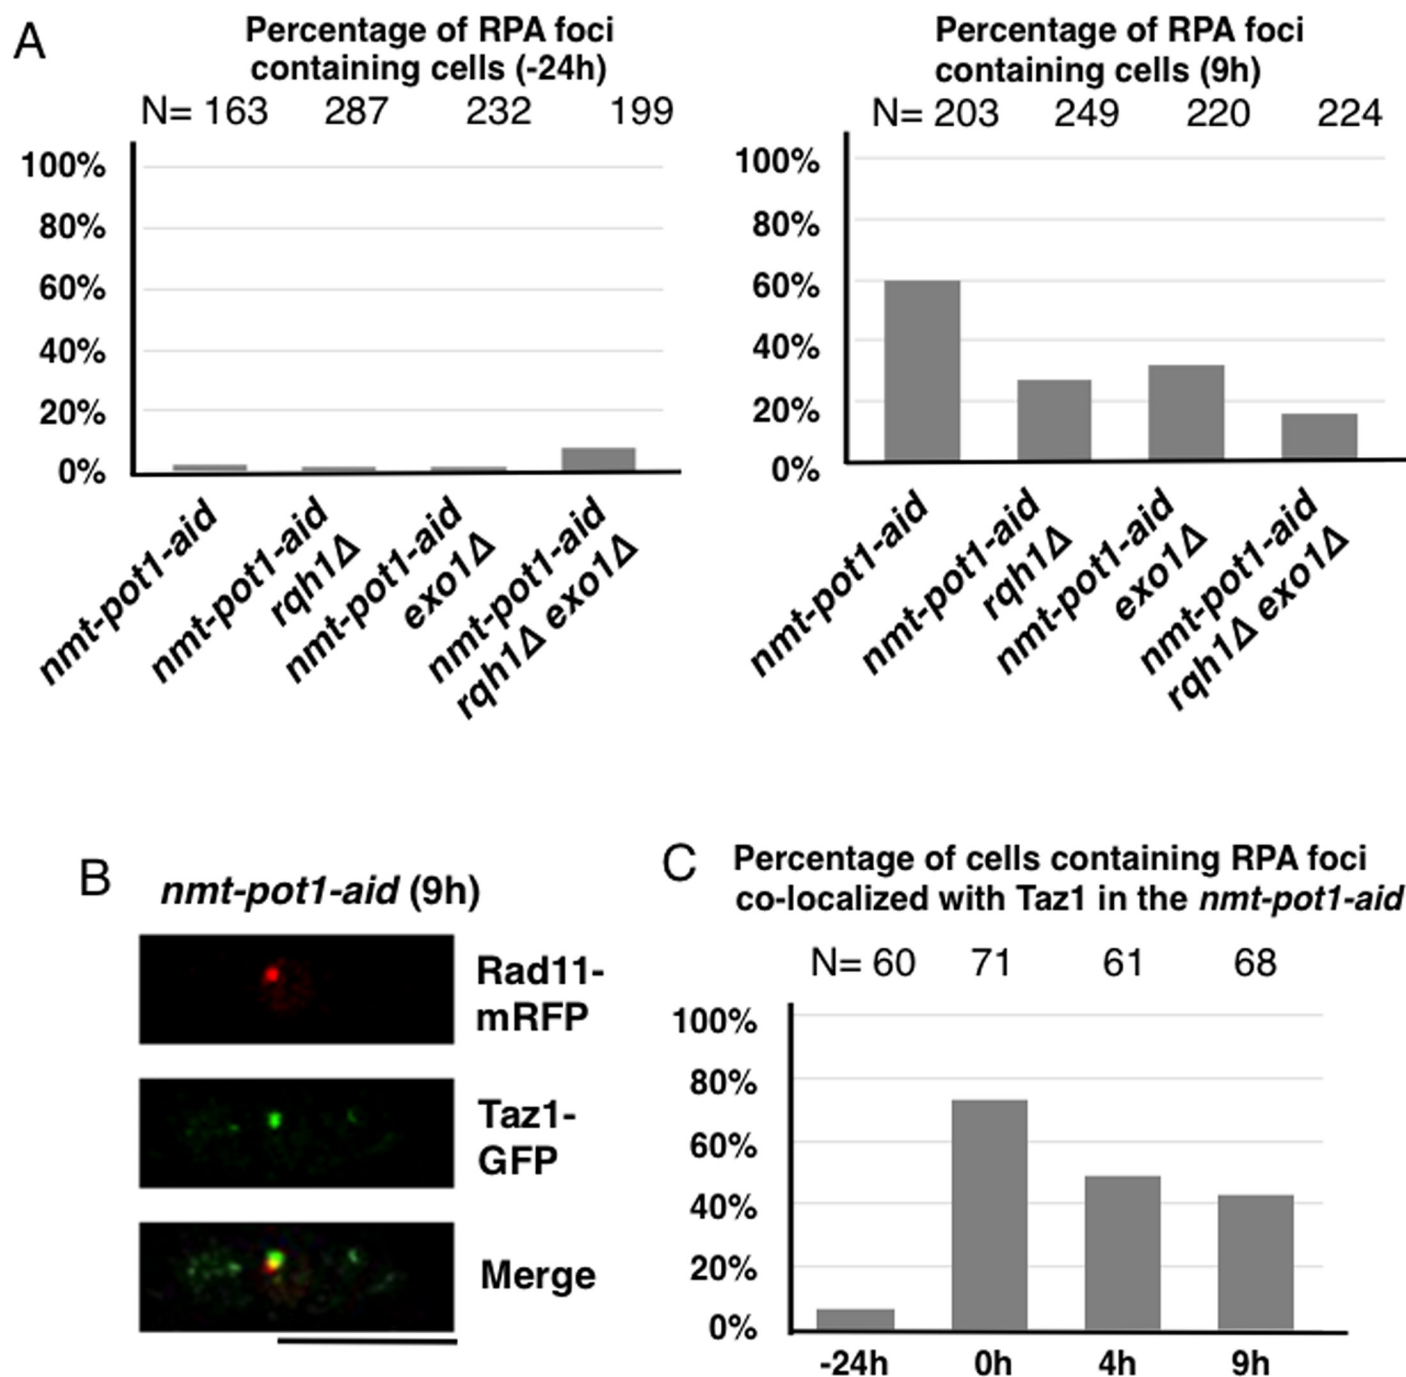 A
Percentage of RPA foci
containing cells (-24h)
N= 163 287 232 199
100%
80%
60%
40%
20%
0%
nmt-pot1-aid
nmt-pot1-aid
rqh1Δ
nmt-pot1-aid
exo1Δ
nmt-pot1-aid
rqh1Δ exo1Δ
Percentage of RPA foci
containing cells (9h)
N= 203 249 220 224
100%
80%
60%
40%
20%
0%
nmt-pot1-aid
nmt-pot1-aid
rqh1Δ
nmt-pot1-aid
exo1Δ
nmt-pot1-aid
rqh1Δ exo1Δ
B
nmt-pot1-aid (9h)
Rad11-
mRFP
Taz1-
GFP
Merge
C
Percentage of cells containing RPA foci
co-localized with Taz1 in the nmt-pot1-aid
N= 60 71 61 68
100%
80%
60%
40%
20%
0%
-24h 0h 4h 9h